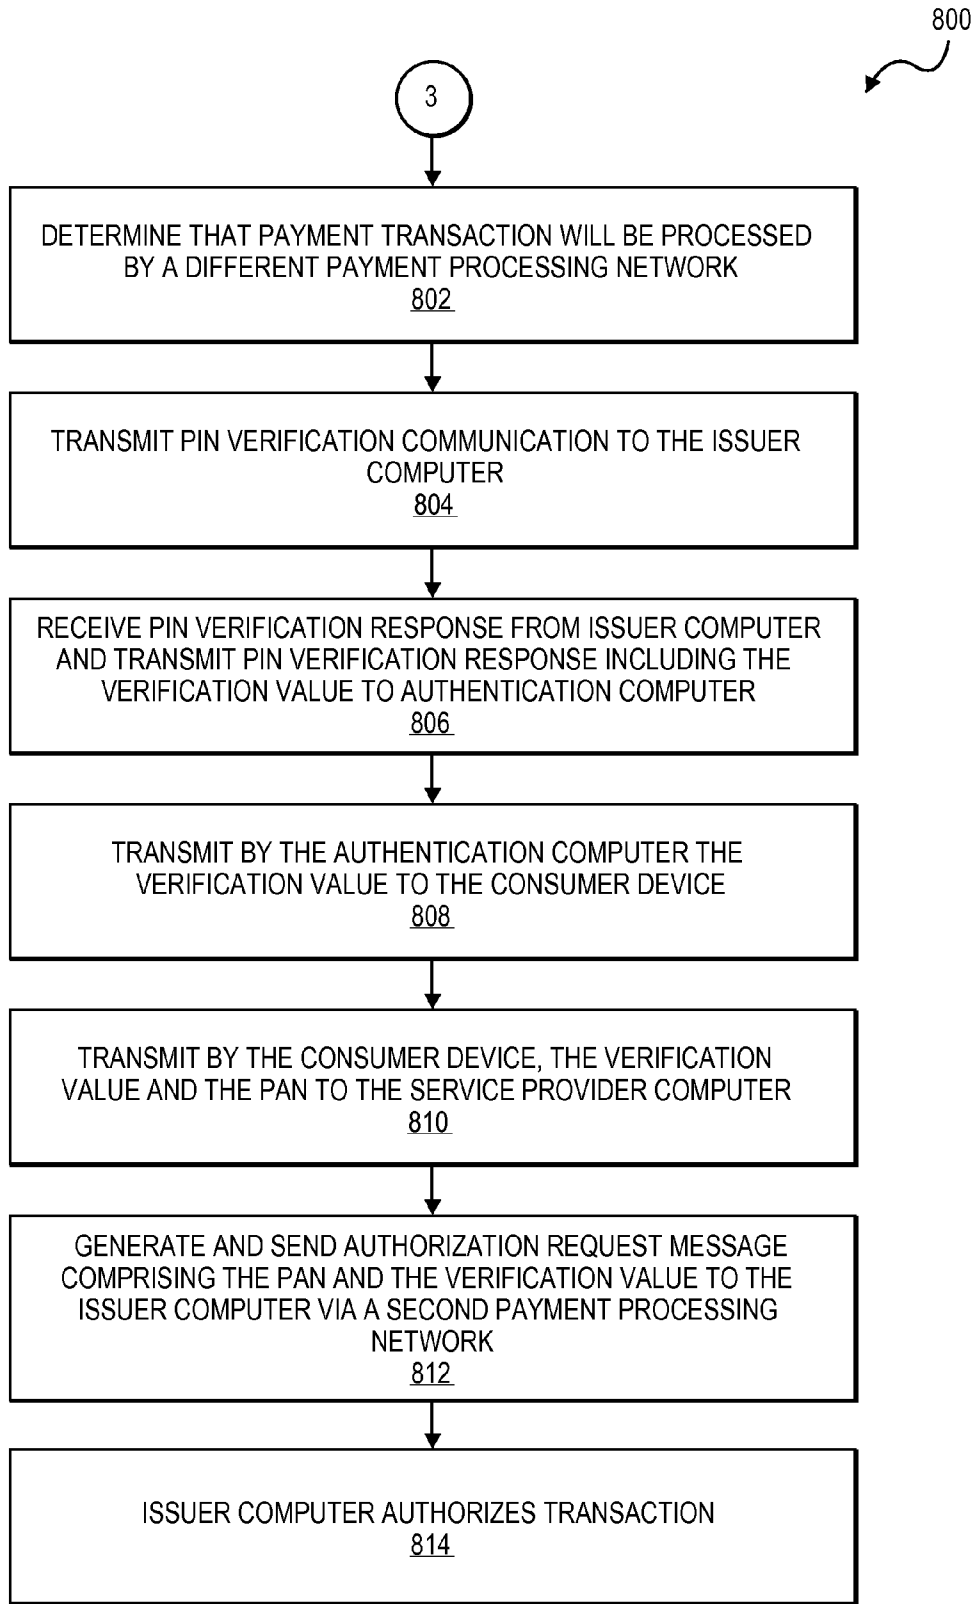 800
3
DETERMINE THAT PAYMENT TRANSACTION WILL BE PROCESSED
BY A DIFFERENT PAYMENT PROCESSING NETWORK
802
TRANSMIT PIN VERIFICATION COMMUNICATION TO THE ISSUER
COMPUTER
804
RECEIVE PIN VERIFICATION RESPONSE FROM ISSUER COMPUTER
AND TRANSMIT PIN VERIFICATION RESPONSE INCLUDING THE
VERIFICATION VALUE TO AUTHENTICATION COMPUTER
806
TRANSMIT BY THE AUTHENTICATION COMPUTER THE
VERIFICATION VALUE TO THE CONSUMER DEVICE
808
TRANSMIT BY THE CONSUMER DEVICE, THE VERIFICATION
VALUE AND THE PAN TO THE SERVICE PROVIDER COMPUTER
810
GENERATE AND SEND AUTHORIZATION REQUEST MESSAGE
COMPRISING THE PAN AND THE VERIFICATION VALUE TO THE
ISSUER COMPUTER VIA A SECOND PAYMENT PROCESSING
NETWORK
812
ISSUER COMPUTER AUTHORIZES TRANSACTION
814